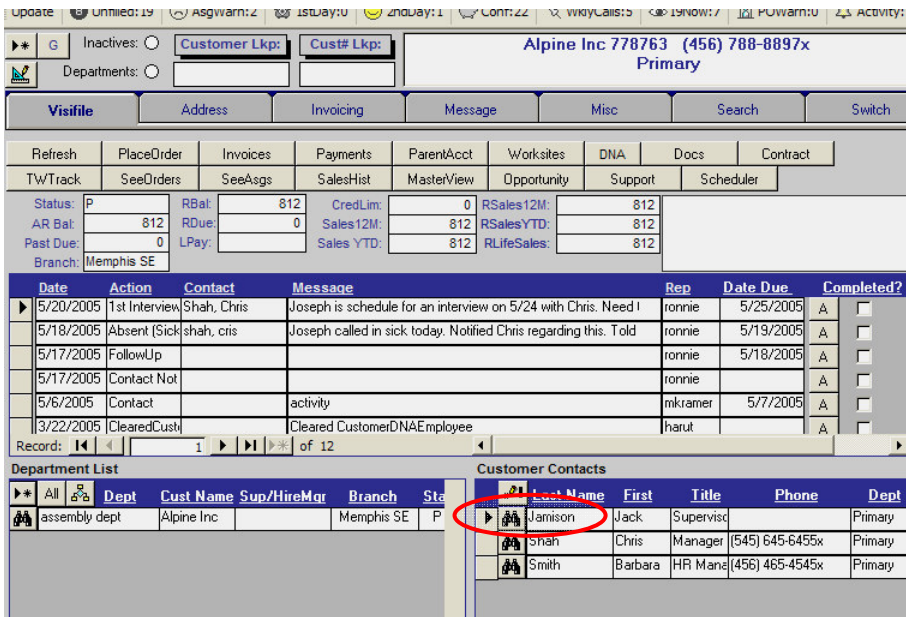 Update Unfilled:19 AsgWarn:2 1stDay:0 2ndDay:1 Conf:22 WklyCalls:5 19Now:7 POWarn:0 Activity:
G Inactives: Customer Lkp: Cust# Lkp: Alpine Inc 778763 (456) 788-8897x
Departments: Primary
Visifile Address Invoicing Message Misc Search Switch
Refresh PlaceOrder Invoices Payments ParentAcct Worksites DNA Docs Contract
TWTrack SeeOrders SeeAsgs SalesHist MasterView Opportunity Support Scheduler
Status: P RBal: 812 CredLim: 0 RSales12M: 812
AR Bal: 812 RDue: 0 Sales12M: 812 RSalesYTD: 812
Past Due: 0 LPay: Sales YTD: 812 RLifeSales: 812
Branch: Memphis SE
Date Action Contact Message Rep Date Due Completed?
5/20/2005 1st Interview Shah, Chris Joseph is schedule for an interview on 5/24 with Chris. Need ronnie 5/25/2005 A
5/18/2005 Absent (Sick shah, cris Joseph called in sick today. Notified Chris regarding this. Told ronnie 5/19/2005 A
5/17/2005 FollowUp ronnie 5/18/2005 A
5/17/2005 Contact Not ronnie A
5/6/2005 Contact activity mkramer 5/7/2005 A
3/22/2005 (ClearedCust Cleared CustomerDNAEmployee harut A
Record: 1 of 12
Department List Customer Contacts
All Dept Cust Name Sup/HireMgr Branch Sta Last Name First Title Phone Dept
assembly dept Alpine Inc Memphis SE P Jamison Jack Superviso Primary
Shah Chris Manager (545) 645-6455x Primary
Smith Barbara HR Mana (456) 465-4545x Primary